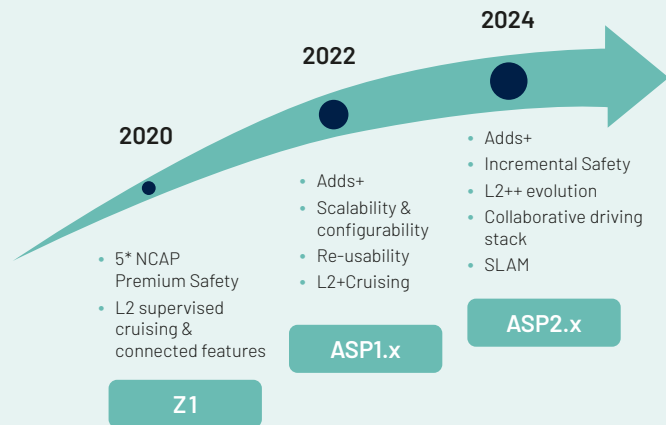 2020
• 5* NCAP
Premium Safety
• L2 supervised
cruising &
connected features
Z1
2022
• Adds+
• Scalability &
configurability
• Re-usability
• L2+Cruising
ASP1.x
2024
• Adds+
• Incremental Safety
• L2++ evolution
• Collaborative driving
stack
• SLAM
ASP2.x